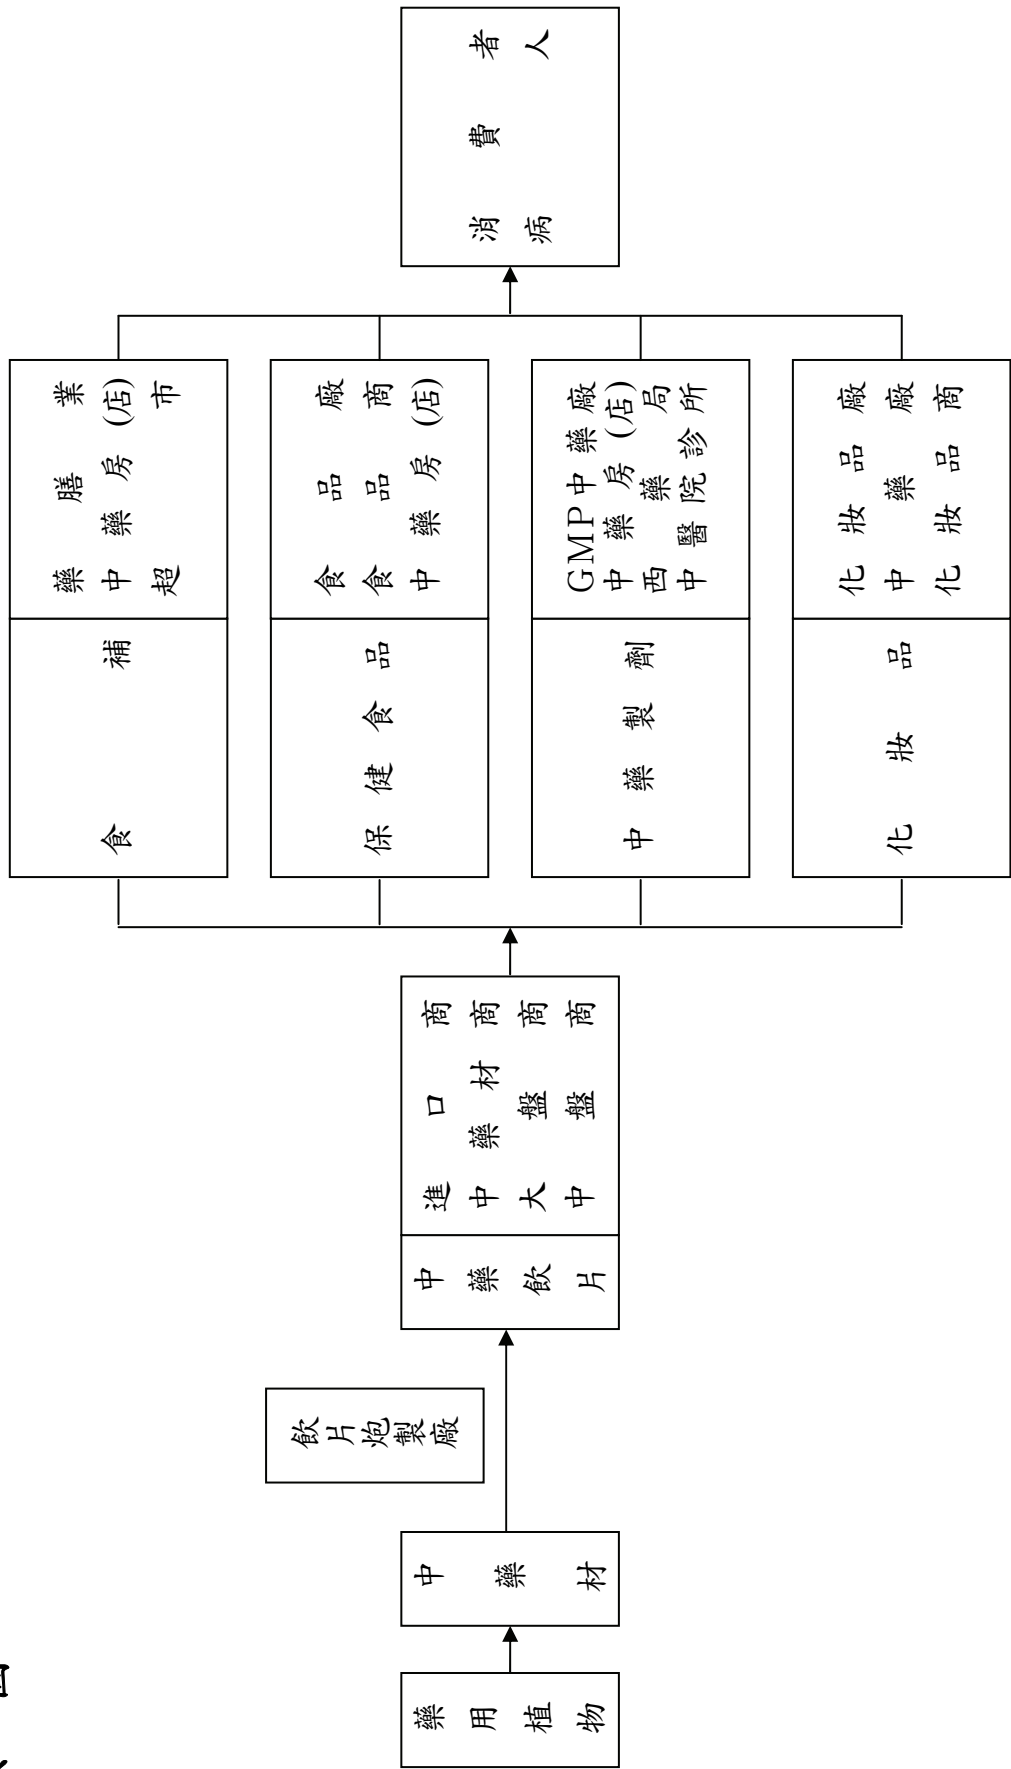 藥用植物
中藥材
飲片炮製廠
中藥飲片
進口商
中藥材商
大盤商
中盤商
食補
藥膳業
中藥房(店)
超市
保健食品
食品廠
食品商
中藥房(店)
中藥製劑
GMP中藥廠
中藥房(店)
西藥局
中醫院診所
化妝品
化妝品廠
中藥廠
化妝品商
消費者
病人